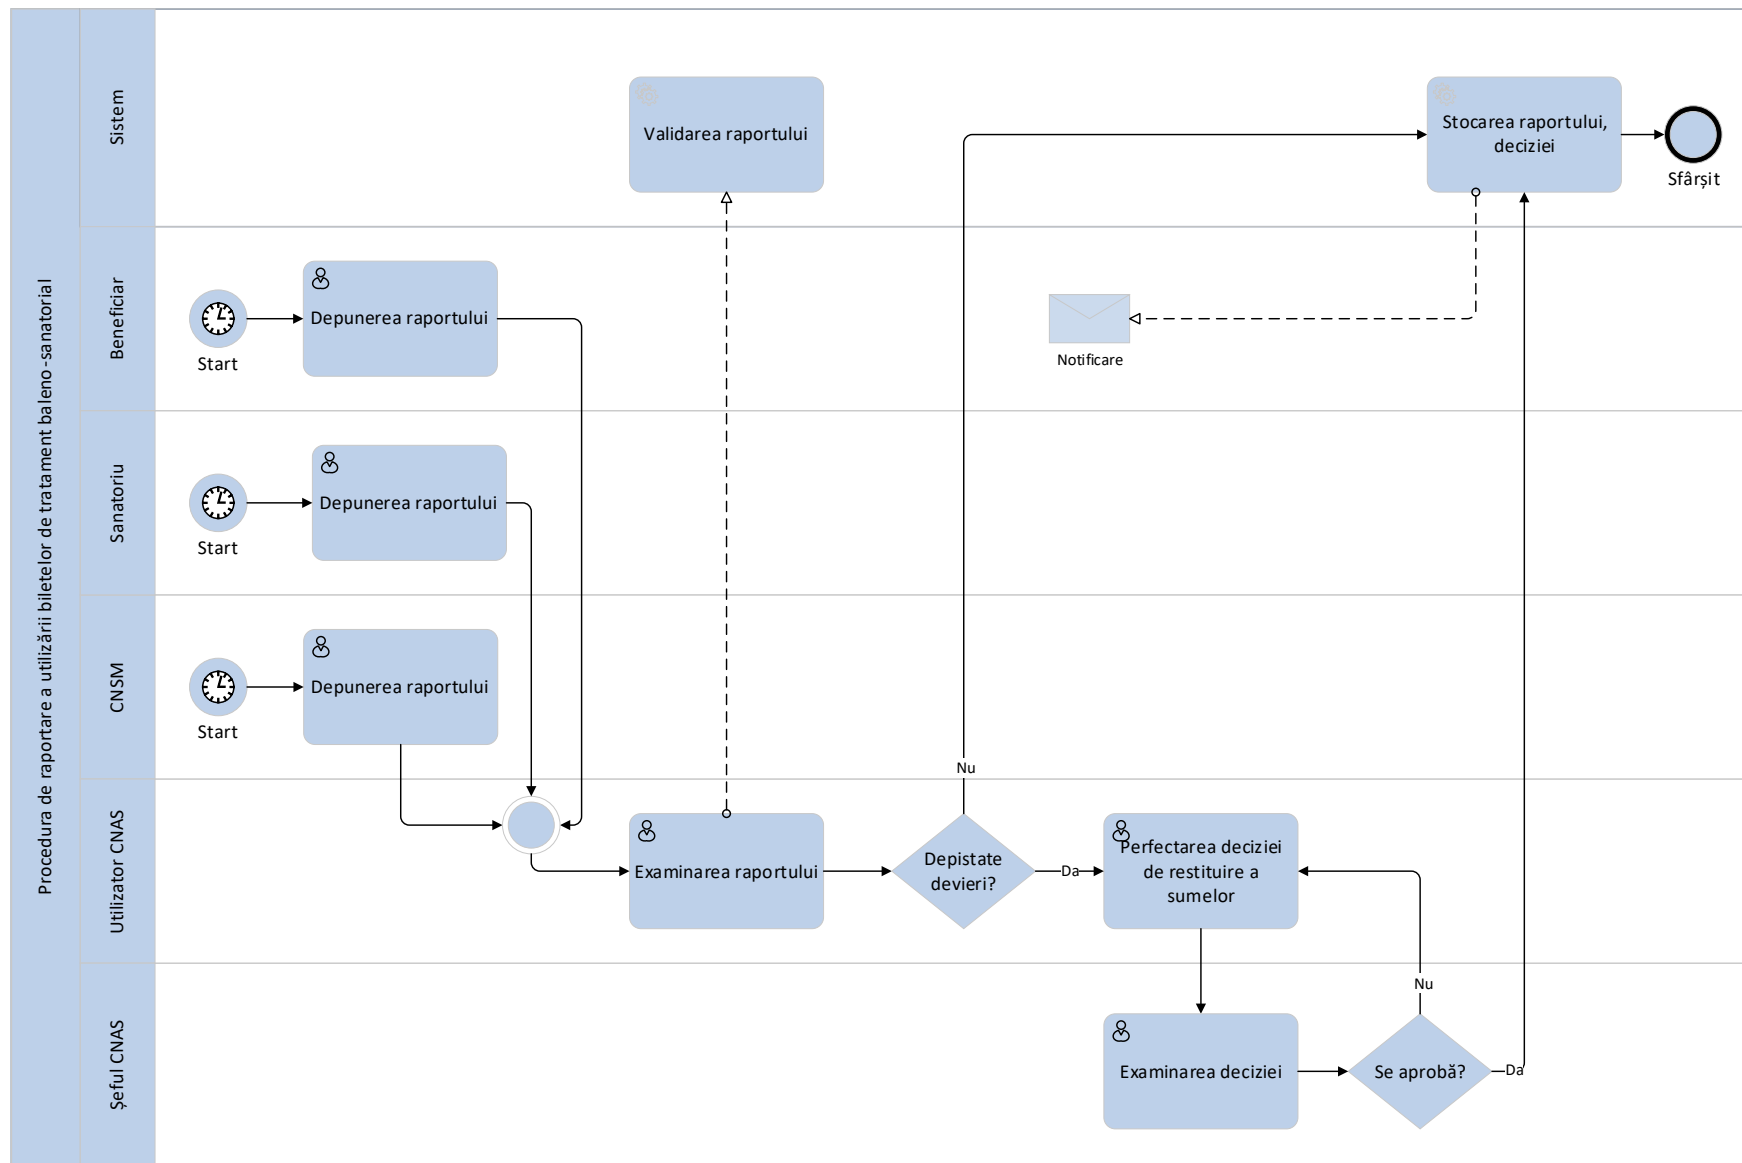 Procedura de raportare a utilizării biletelor de tratament baleno-sanatorial
Sistem
Validarea raportului
Stocarea raportului,
deciziei
Sfârșit
Beneficiar
Start
Depunerea raportului
Notificare
Sanatoriu
Start
Depunerea raportului
CNSM
Start
Depunerea raportului
Utilizator CNAS
Examinarea raportului
Nu
Depistate
devieri?
Da
Perfectarea deciziei
de restituire a
sumelor
Șeful CNAS
Examinarea deciziei
Nu
Se aprobă?
Da